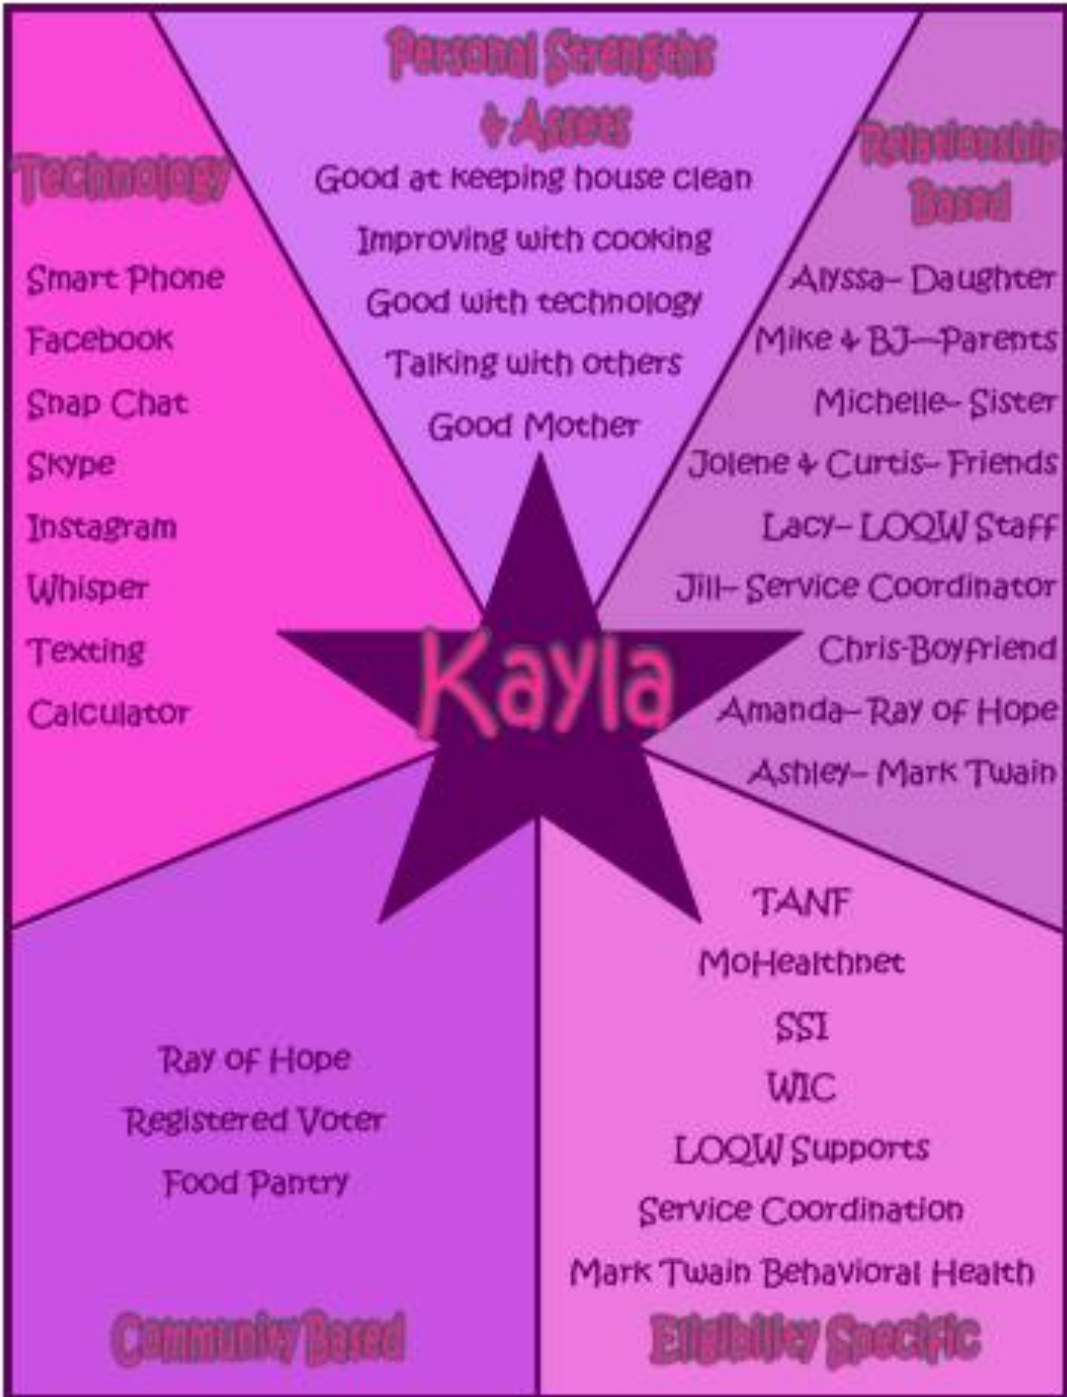 Personal Strengths
& Assets
Good at keeping house clean
Improving with cooking
Good with technology
Talking with others
Good Mother
Technology
Smart Phone
Facebook
Snap Chat
Skype
Instagram
Whisper
Texting
Calculator
Relationship
Based
Alyssa– Daughter
Mike & BJ—Parents
Michelle– Sister
Jolene & Curtis– Friends
Lacy– LOQW Staff
Jill– Service Coordinator
Chris-Boyfriend
Amanda– Ray of Hope
Ashley– Mark Twain
Kayla
Ray of Hope
Registered Voter
Food Pantry
Community Based
TANF
MoHealthnet
SSI
WIC
LOQW Supports
Service Coordination
Mark Twain Behavioral Health
Eligibility Specific